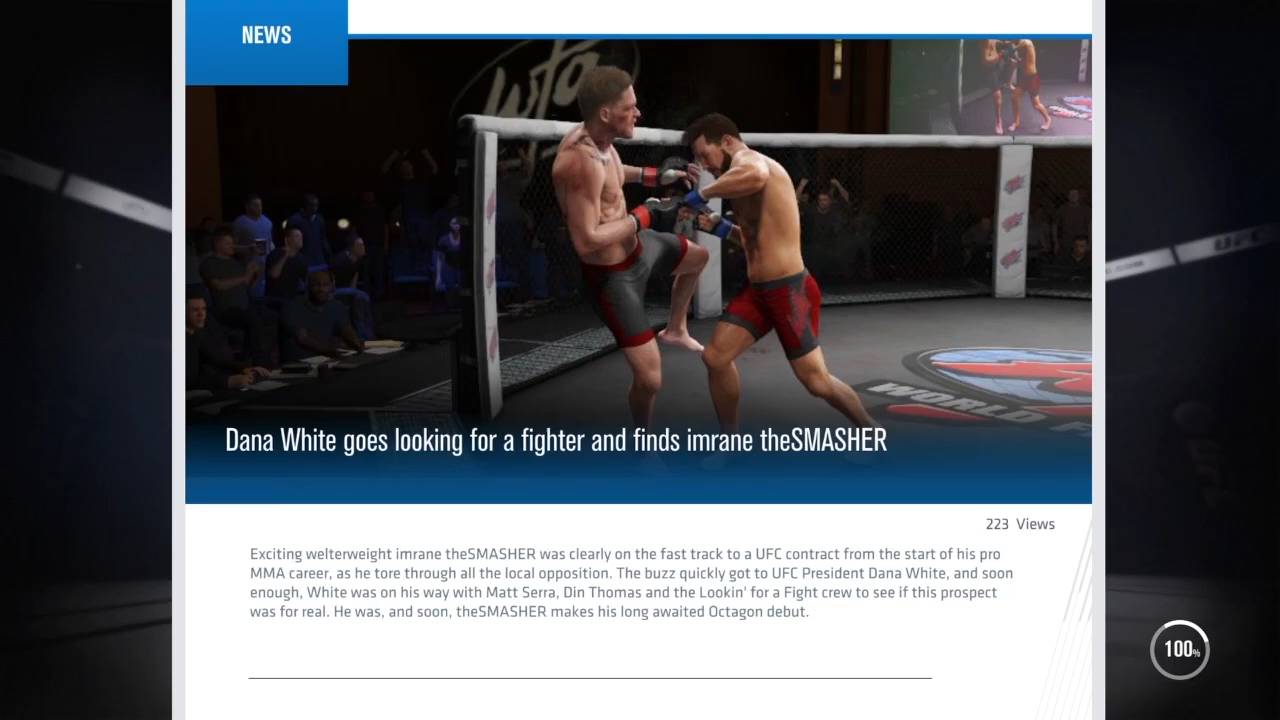 NEWS
wfa
UFC
WORLD F
Dana White goes looking for a fighter and finds imrane theSMASHER
223 Views
Exciting welterweight imrane theSMASHER was clearly on the fast track to a UFC contract from the start of his pro
MMA career, as he tore through all the local opposition. The buzz quickly got to UFC President Dana White, and soon
enough, White was on his way with Matt Serra, Din Thomas and the Lookin' for a Fight crew to see if this prospect
was for real. He was, and soon, theSMASHER makes his long awaited Octagon debut.
100%